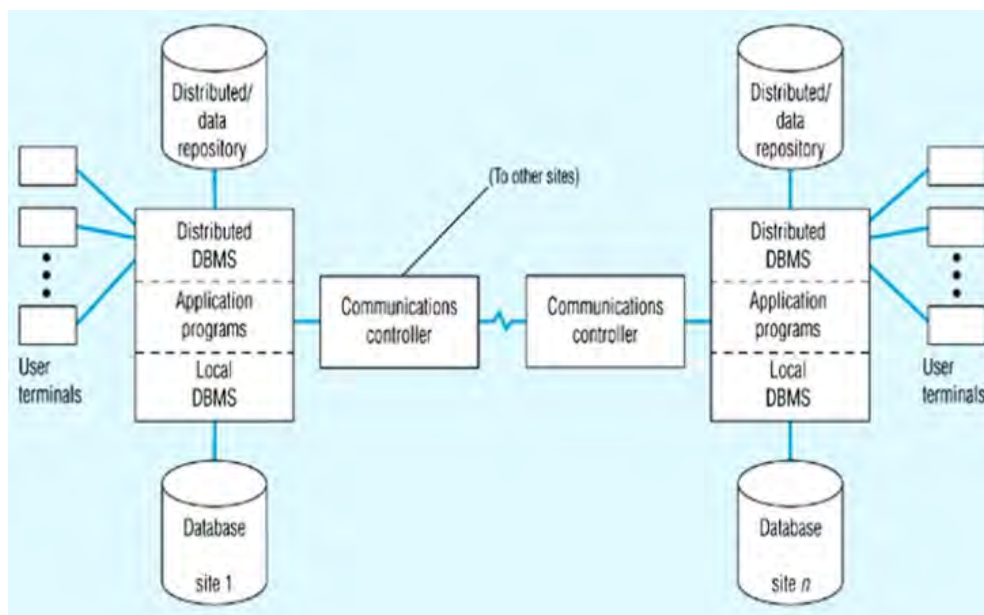 Distributed/
data
repository
Distributed/
data
repository
(To other sites)
Distributed
DBMS
Application
programs
Local
DBMS
Communications
controller
Communications
controller
Distributed
DBMS
Application
programs
Local
DBMS
User
terminals
User
terminals
Database
site 1
Database
site n